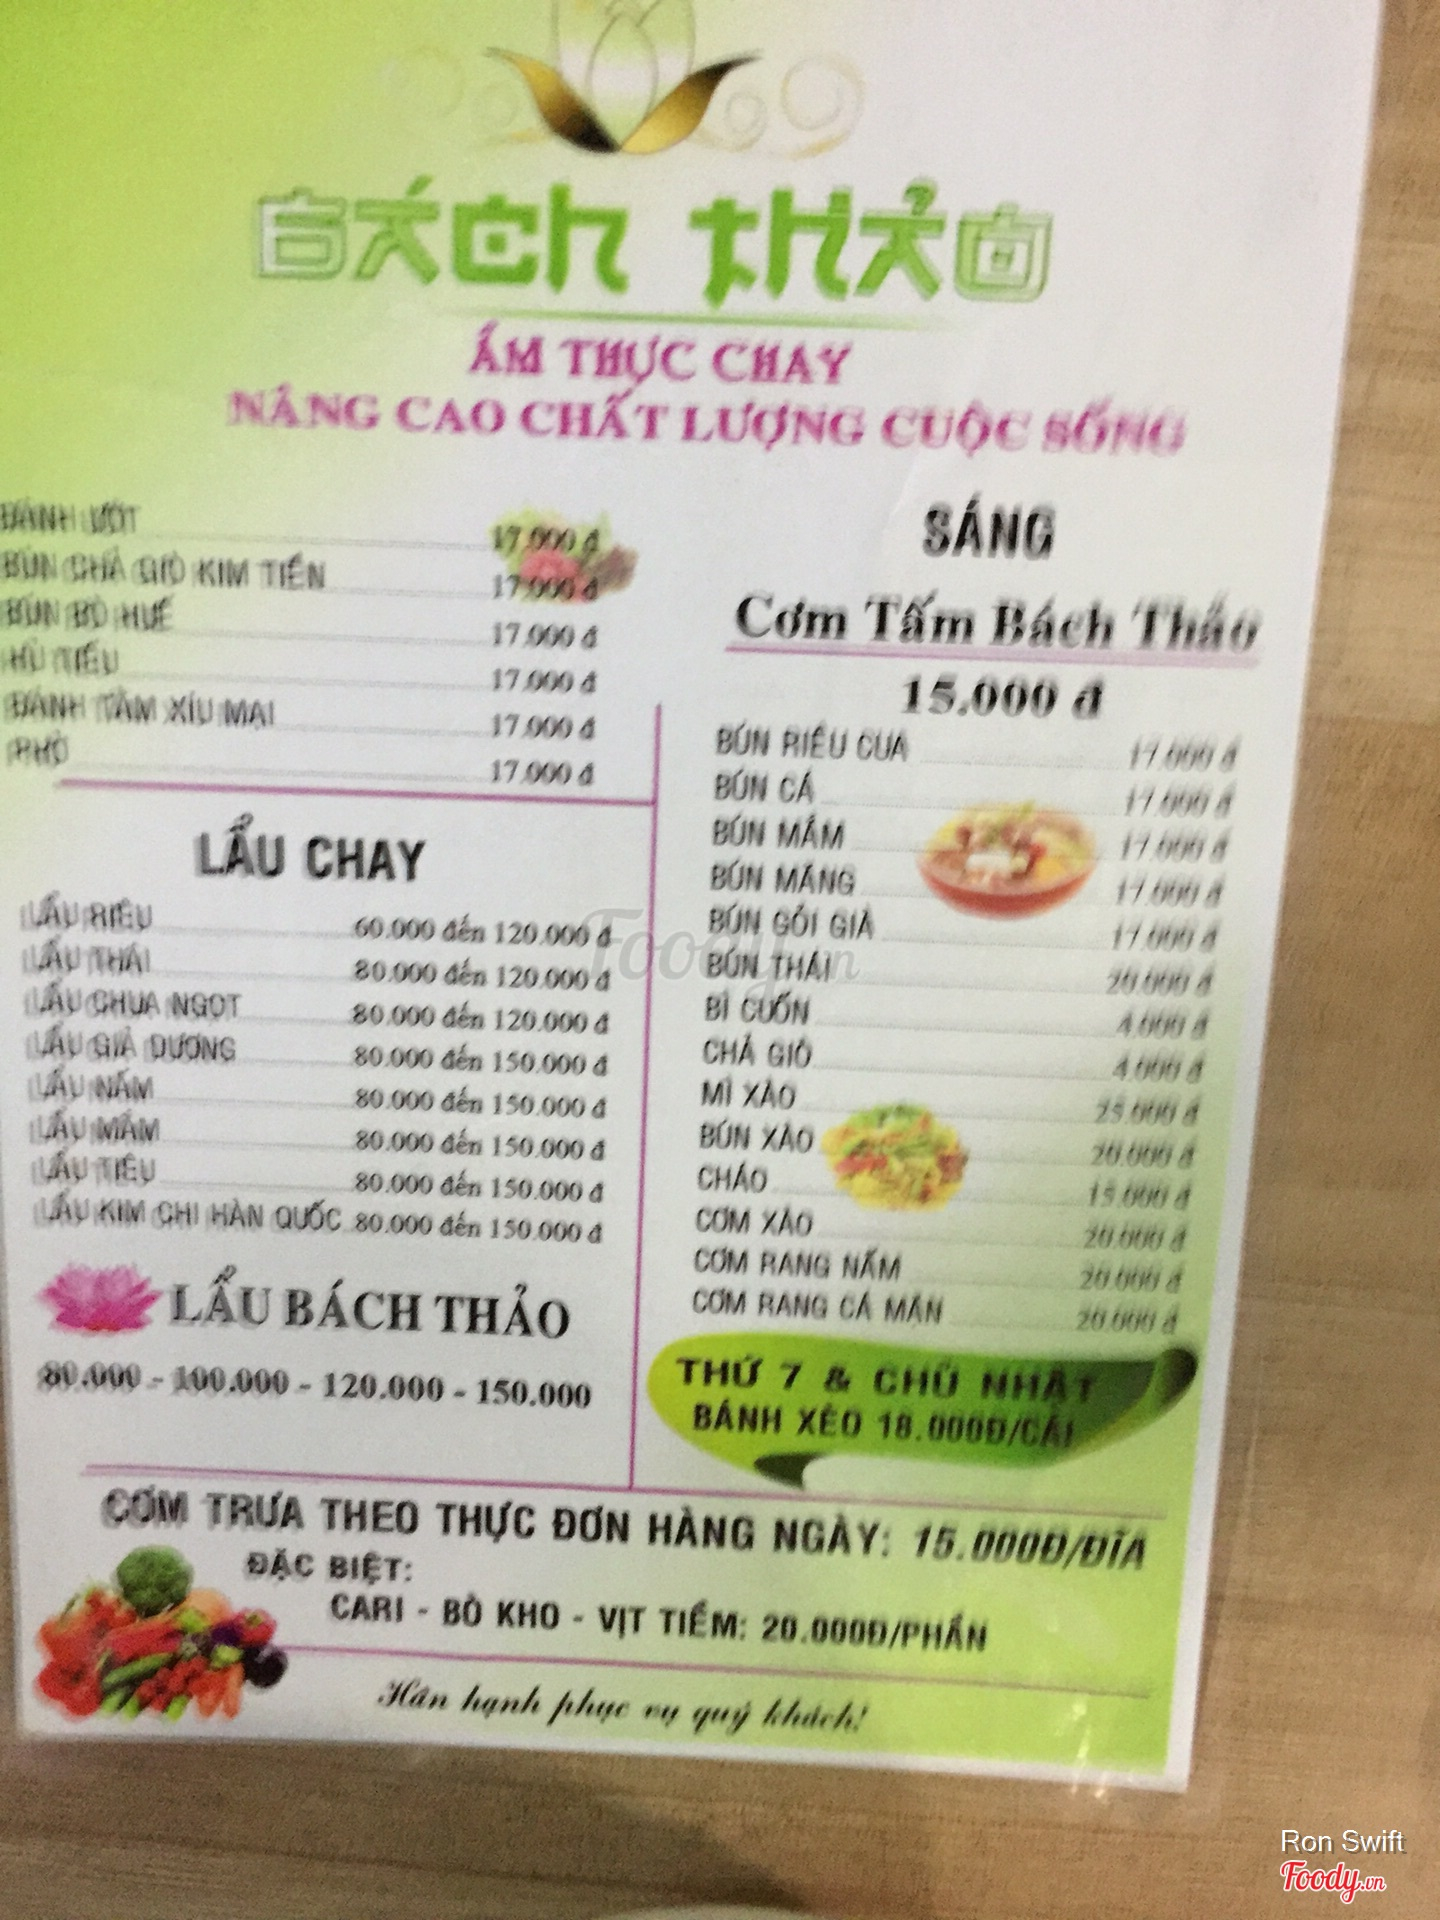 BÁCH THẢO
ẨM THỰC CHAY
NÂNG CAO CHẤT LƯỢNG CUỘC SỐNG
BÁNH ƯỚT 17.000 đ
BÚN CHẢ GIÒ KIM TIỀN 17.000 đ
BÚN BÒ HUẾ 17.000 đ
HỦ TIẾU 17.000 đ
BÁNH TẰM XÍU MẠI 17.000 đ
PHỞ 17.000 đ
LẨU CHAY
LẨU RIÊU 60.000 đến 120.000 đ
LẨU THÁI 80.000 đến 120.000 đ
LẨU CHUA NGỌT 80.000 đến 120.000 đ
LẨU GIẢ DƯƠNG 80.000 đến 150.000 đ
LẨU NẤM 80.000 đến 150.000 đ
LẨU MẮM 80.000 đến 150.000 đ
LẨU TIÊU 80.000 đến 150.000 đ
LẨU KIM CHI HÀN QUỐC 80.000 đến 150.000 đ
LẨU BÁCH THẢO
80.000 - 100.000 - 120.000 - 150.000
SÁNG
Cơm Tấm Bách Thảo
15.000 đ
BÚN RIÊU CUA 17.000 đ
BÚN CÁ 17.000 đ
BÚN MẮM 17.000 đ
BÚN MĂNG 17.000 đ
BÚN GỎI GIÀ 17.000 đ
BÚN THÁI 20.000 đ
BÌ CUỐN 4.000 đ
CHẢ GIÒ 4.000 đ
MÌ XÀO 25.000 đ
BÚN XÀO 20.000 đ
CHÁO 15.000 đ
CƠM XÀO 20.000 đ
CƠM RANG NẤM 20.000 đ
CƠM RANG CÁ MẶN 20.000 đ
THỨ 7 & CHỦ NHẬT
BÁNH XÈO 18.000Đ/CÁI
CƠM TRƯA THEO THỰC ĐƠN HÀNG NGÀY: 15.000Đ/ĐĨA
ĐẶC BIỆT:
CARI - BÒ KHO - VỊT TIỀM: 20.000Đ/PHẦN
Hân hạnh phục vụ quý khách!
Foody.vn
Ron Swift
Foody.vn